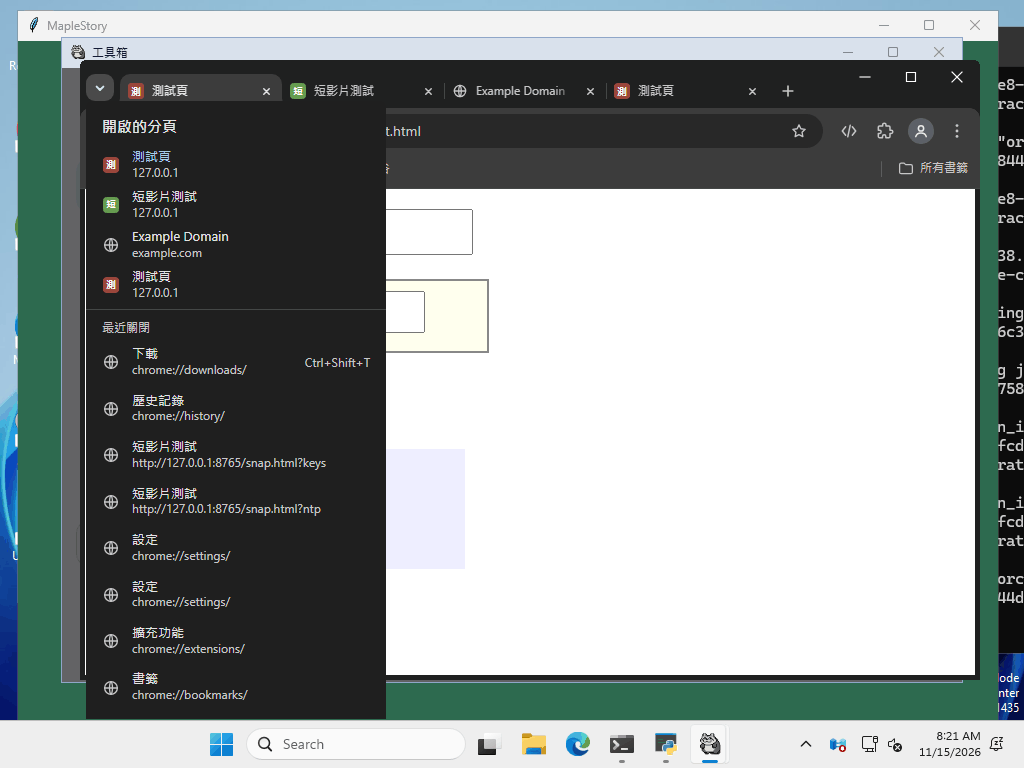 MapleStory
工具箱
測試頁
短影片測試
Example Domain
測試頁
t.html
所有書籤
開啟的分頁
測試頁
127.0.0.1
短影片測試
127.0.0.1
Example Domain
example.com
測試頁
127.0.0.1
最近關閉
下載
chrome://downloads/
Ctrl+Shift+T
歷史記錄
chrome://history/
短影片測試
http://127.0.0.1:8765/snap.html?keys
短影片測試
http://127.0.0.1:8765/snap.html?ntp
設定
chrome://settings/
設定
chrome://settings/
擴充功能
chrome://extensions/
書籤
chrome://bookmarks/
Search
8:21 AM
11/15/2026